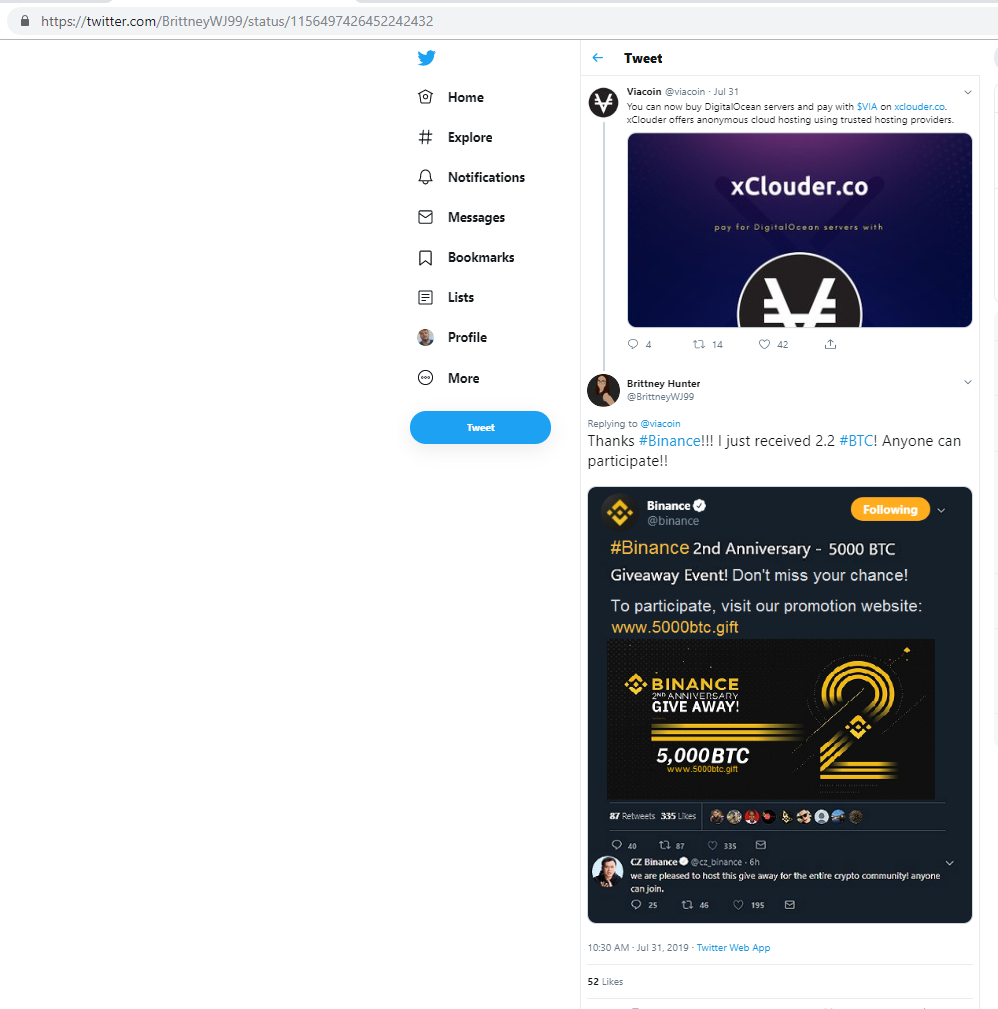 https://twitter.com/BrittneyWJ99/status/1156497426452242432
Home
Explore
Notifications
Messages
Bookmarks
Lists
Profile
More
Tweet
Tweet
Viacoin @viacoin · Jul 31
You can now buy DigitalOcean servers and pay with $VIA on xclouder.co.
xClouder offers anonymous cloud hosting using trusted hosting providers.
xClouder.co
pay for DigitalOcean servers with
4 14 42
Brittney Hunter
@BrittneyWJ99
Replying to @viacoin
Thanks #Binance!!! I just received 2.2 #BTC! Anyone can
participate!!
Binance
@binance
Following
#Binance 2nd Anniversary - 5000 BTC
Giveaway Event! Don't miss your chance!
To participate, visit our promotion website:
www.5000btc.gift
BINANCE
2ND ANNIVERSARY
GIVE AWAY!
5,000 BTC
www.5000btc.gift
2
87 Retweets 335 Likes
40 87 335
CZ Binance @cz_binance · 6h
we are pleased to host this give away for the entire crypto community! anyone
can join.
25 46 195
10:30 AM · Jul 31, 2019 · Twitter Web App
52 Likes